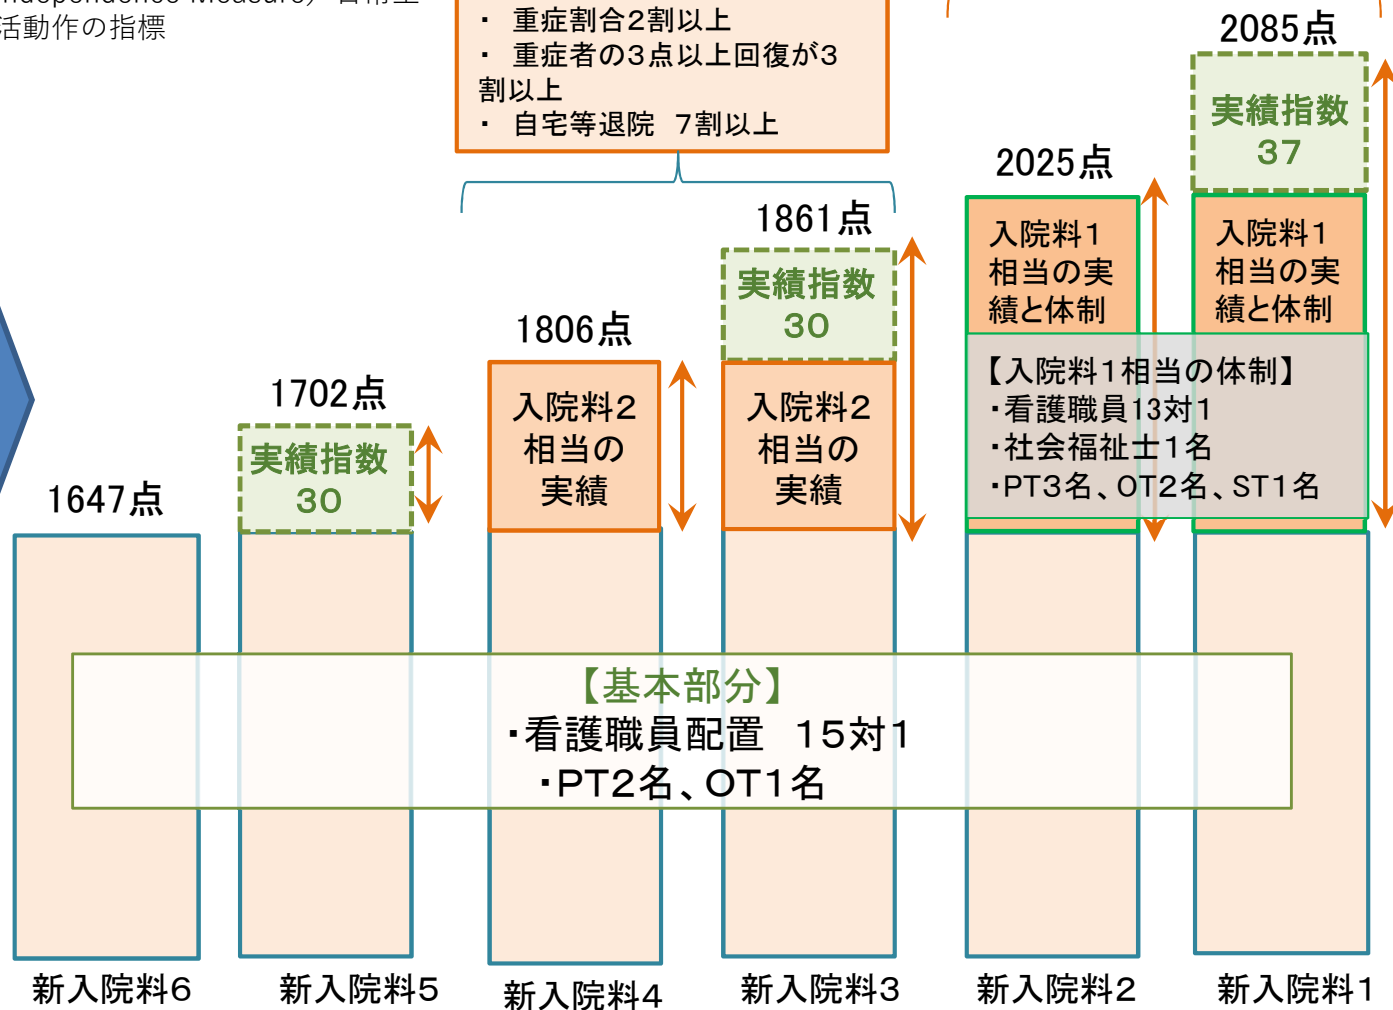 Independence Measure）日常生
活動作の指標
・ 重症割合２割以上
・ 重症者の３点以上回復が３
割以上
・ 自宅等退院 ７割以上
2085点
実績指数
３７
2025点
入院料１
相当の実
績と体制
入院料１
相当の実
績と体制
1861点
実績指数
３０
入院料２
相当の
実績
1806点
入院料２
相当の
実績
1702点
実績指数
３０
1647点
【入院料１相当の体制】
・看護職員13対１
・社会福祉士１名
・PT３名、OT２名、ST１名
【基本部分】
・看護職員配置 １５対１
・PT２名、OT１名
新入院料６
新入院料５
新入院料４
新入院料３
新入院料２
新入院料１